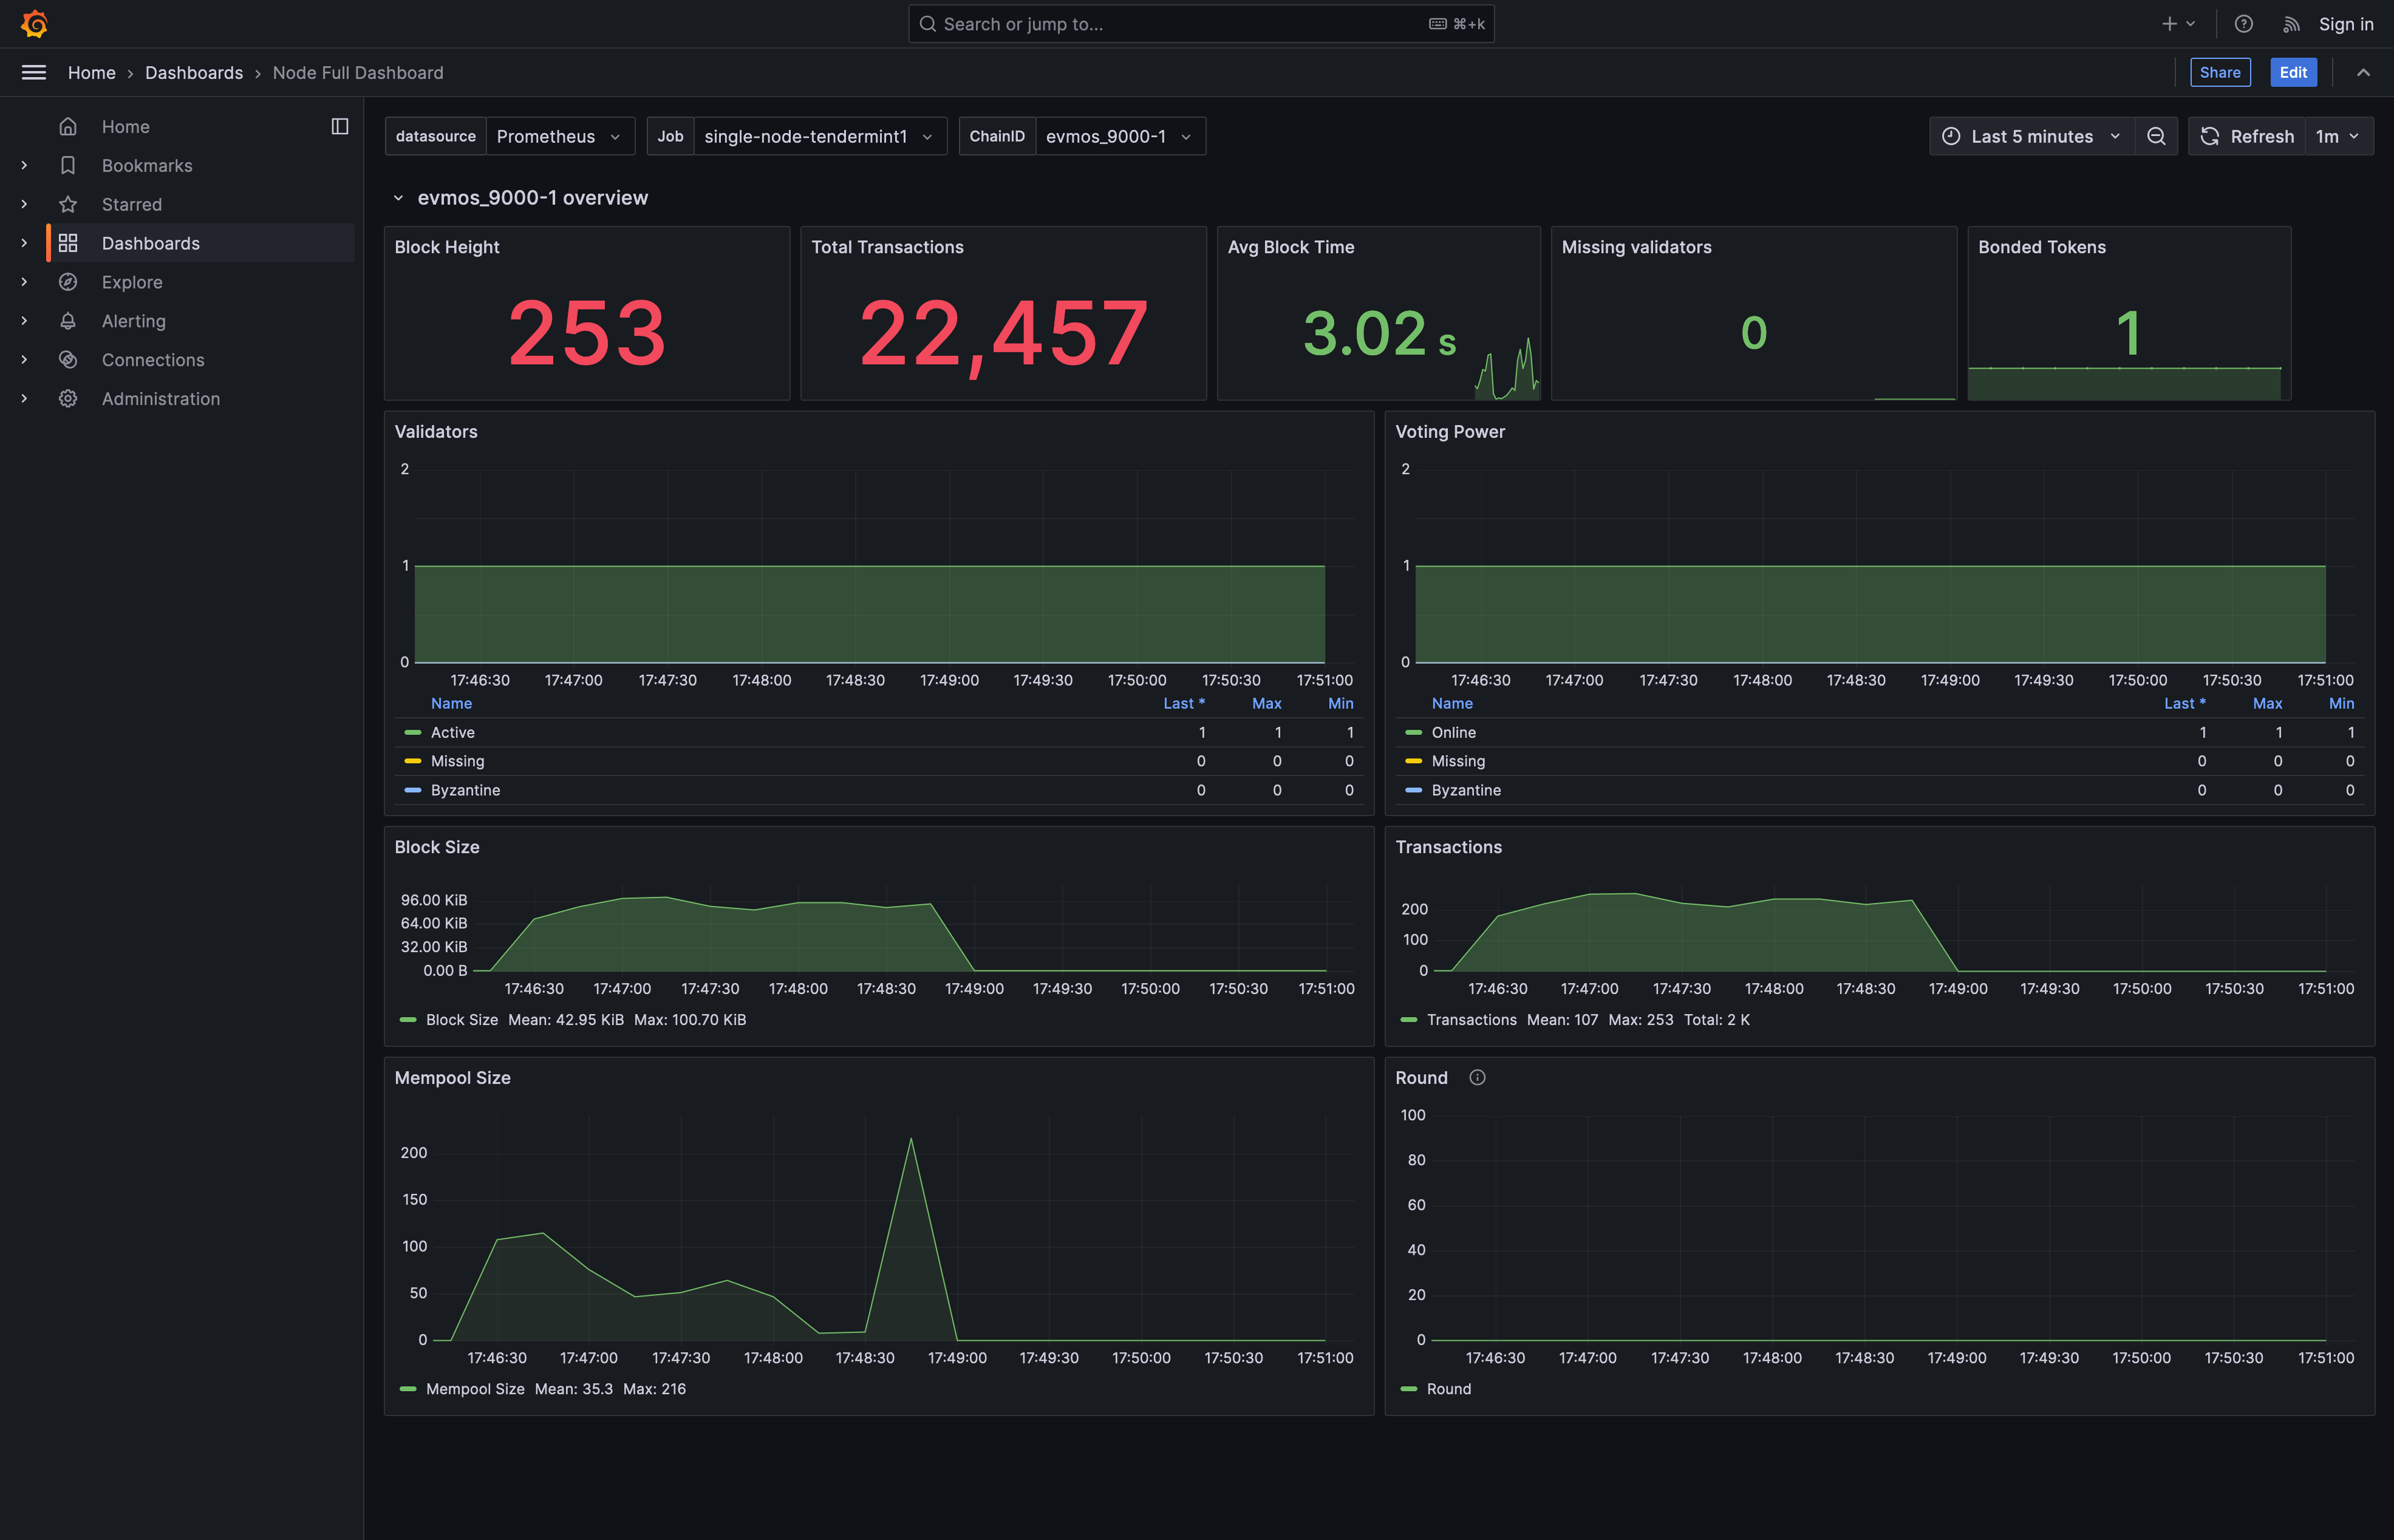 Search or jump to... ⌘+k Sign in
Home › Dashboards › Node Full Dashboard Share Edit
Home
Bookmarks
Starred
Dashboards
Explore
Alerting
Connections
Administration
datasource Prometheus Job single-node-tendermint1 ChainID evmos_9000-1 Last 5 minutes Refresh 1m
evmos_9000-1 overview
Block Height
253
Total Transactions
22,457
Avg Block Time
3.02 s
Missing validators
0
Bonded Tokens
1
Validators
2
1
0
17:46:30 17:47:00 17:47:30 17:48:00 17:48:30 17:49:00 17:49:30 17:50:00 17:50:30 17:51:00
Name Last * Max Min
Active 1 1 1
Missing 0 0 0
Byzantine 0 0 0
Voting Power
2
1
0
17:46:30 17:47:00 17:47:30 17:48:00 17:48:30 17:49:00 17:49:30 17:50:00 17:50:30 17:51:00
Name Last * Max Min
Online 1 1 1
Missing 0 0 0
Byzantine 0 0 0
Block Size
96.00 KiB
64.00 KiB
32.00 KiB
0.00 B
17:46:30 17:47:00 17:47:30 17:48:00 17:48:30 17:49:00 17:49:30 17:50:00 17:50:30 17:51:00
Block Size Mean: 42.95 KiB Max: 100.70 KiB
Transactions
200
100
0
17:46:30 17:47:00 17:47:30 17:48:00 17:48:30 17:49:00 17:49:30 17:50:00 17:50:30 17:51:00
Transactions Mean: 107 Max: 253 Total: 2 K
Mempool Size
200
150
100
50
0
17:46:30 17:47:00 17:47:30 17:48:00 17:48:30 17:49:00 17:49:30 17:50:00 17:50:30 17:51:00
Mempool Size Mean: 35.3 Max: 216
Round
100
80
60
40
20
0
17:46:30 17:47:00 17:47:30 17:48:00 17:48:30 17:49:00 17:49:30 17:50:00 17:50:30 17:51:00
Round